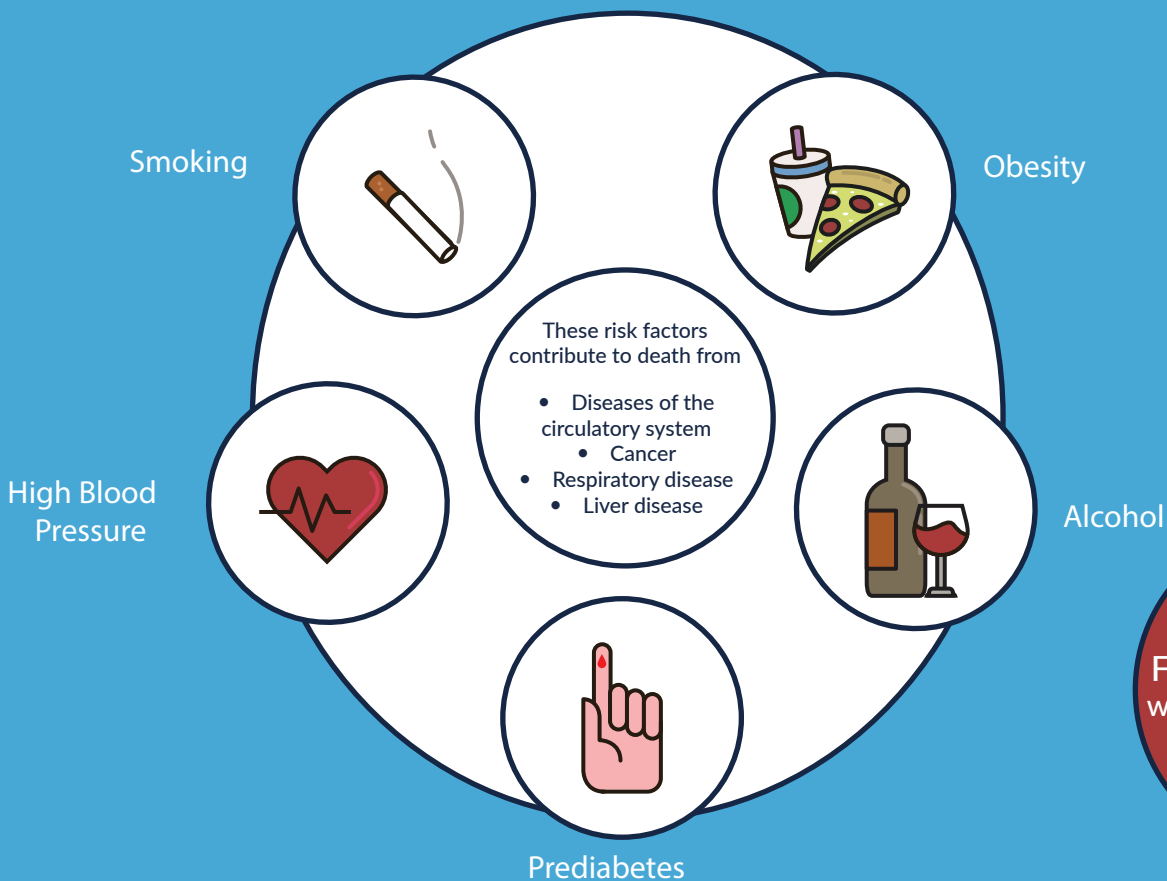 Smoking
Obesity
These risk factors
contribute to death from
• Diseases of the
circulatory system
• Cancer
• Respiratory disease
• Liver disease
High Blood
Pressure
Alcohol
Prediabetes